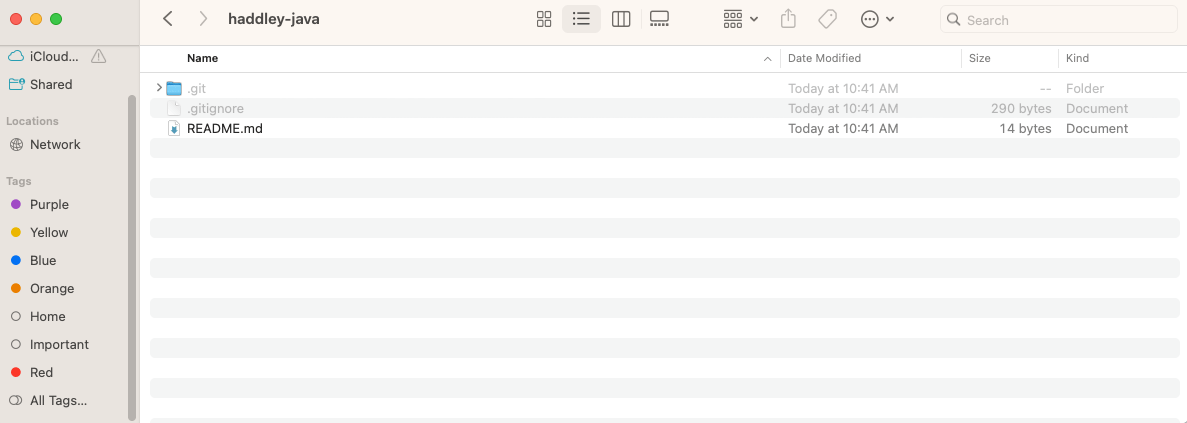 haddley-java
Search
iCloud...
Shared
Locations
Network
Tags
Purple
Yellow
Blue
Orange
Home
Important
Red
All Tags...
Name Date Modified Size Kind
.git Today at 10:41 AM -- Folder
.gitignore Today at 10:41 AM 290 bytes Document
README.md Today at 10:41 AM 14 bytes Document